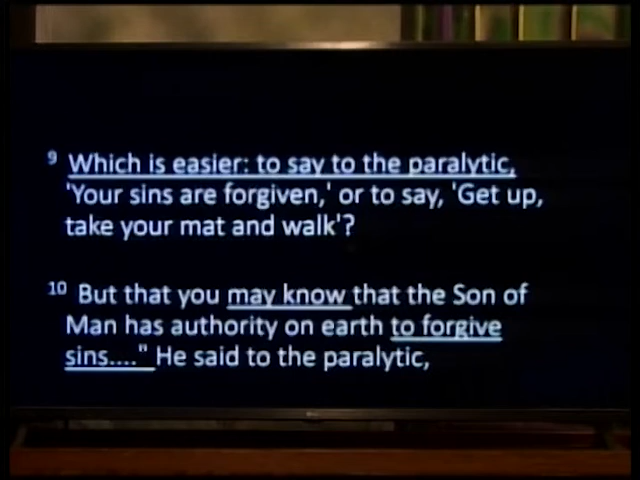 9 Which is easier: to say to the paralytic,
'Your sins are forgiven,' or to say, 'Get up,
take your mat and walk'?
10 But that you may know that the Son of
Man has authority on earth to forgive
sins...." He said to the paralytic,